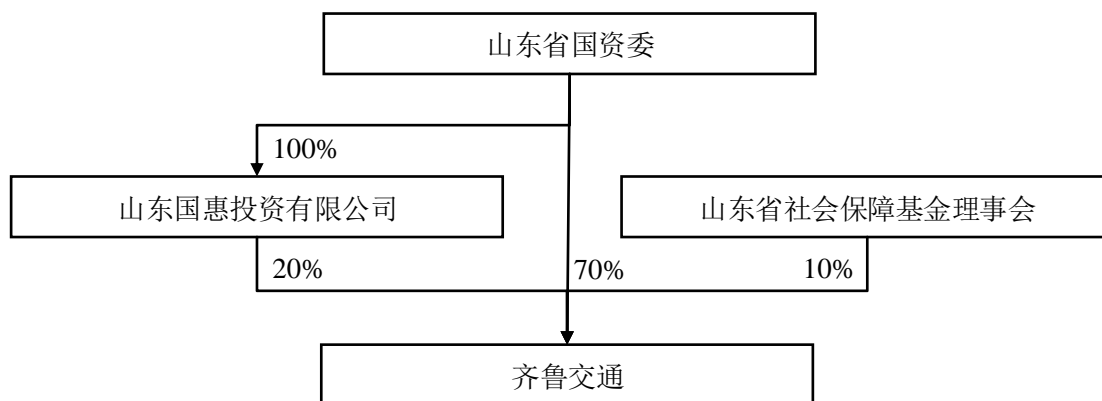 山东省国资委
100%
山东国惠投资有限公司
山东省社会保障基金理事会
20%
70%
10%
齐鲁交通